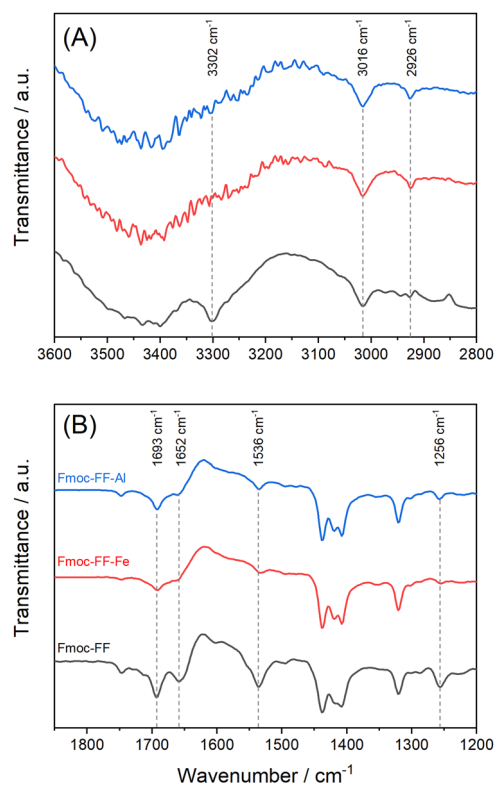 (A)
3302 cm⁻¹
3016 cm⁻¹
2926 cm⁻¹
Transmittance / a.u.
3600 3500 3400 3300 3200 3100 3000 2900 2800
(B)
1693 cm⁻¹
1652 cm⁻¹
1536 cm⁻¹
1256 cm⁻¹
Fmoc-FF-Al
Fmoc-FF-Fe
Fmoc-FF
Transmittance / a.u.
1800 1700 1600 1500 1400 1300 1200
Wavenumber / cm⁻¹